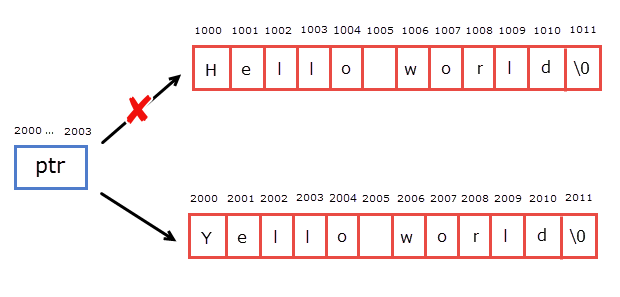 1000 1001 1002 1003 1004 1005 1006 1007 1008 1009 1010 1011
H e l l o w o r l d \0
2000 ... 2003
ptr
2000 2001 2002 2003 2004 2005 2006 2007 2008 2009 2010 2011
Y e l l o w o r l d \0